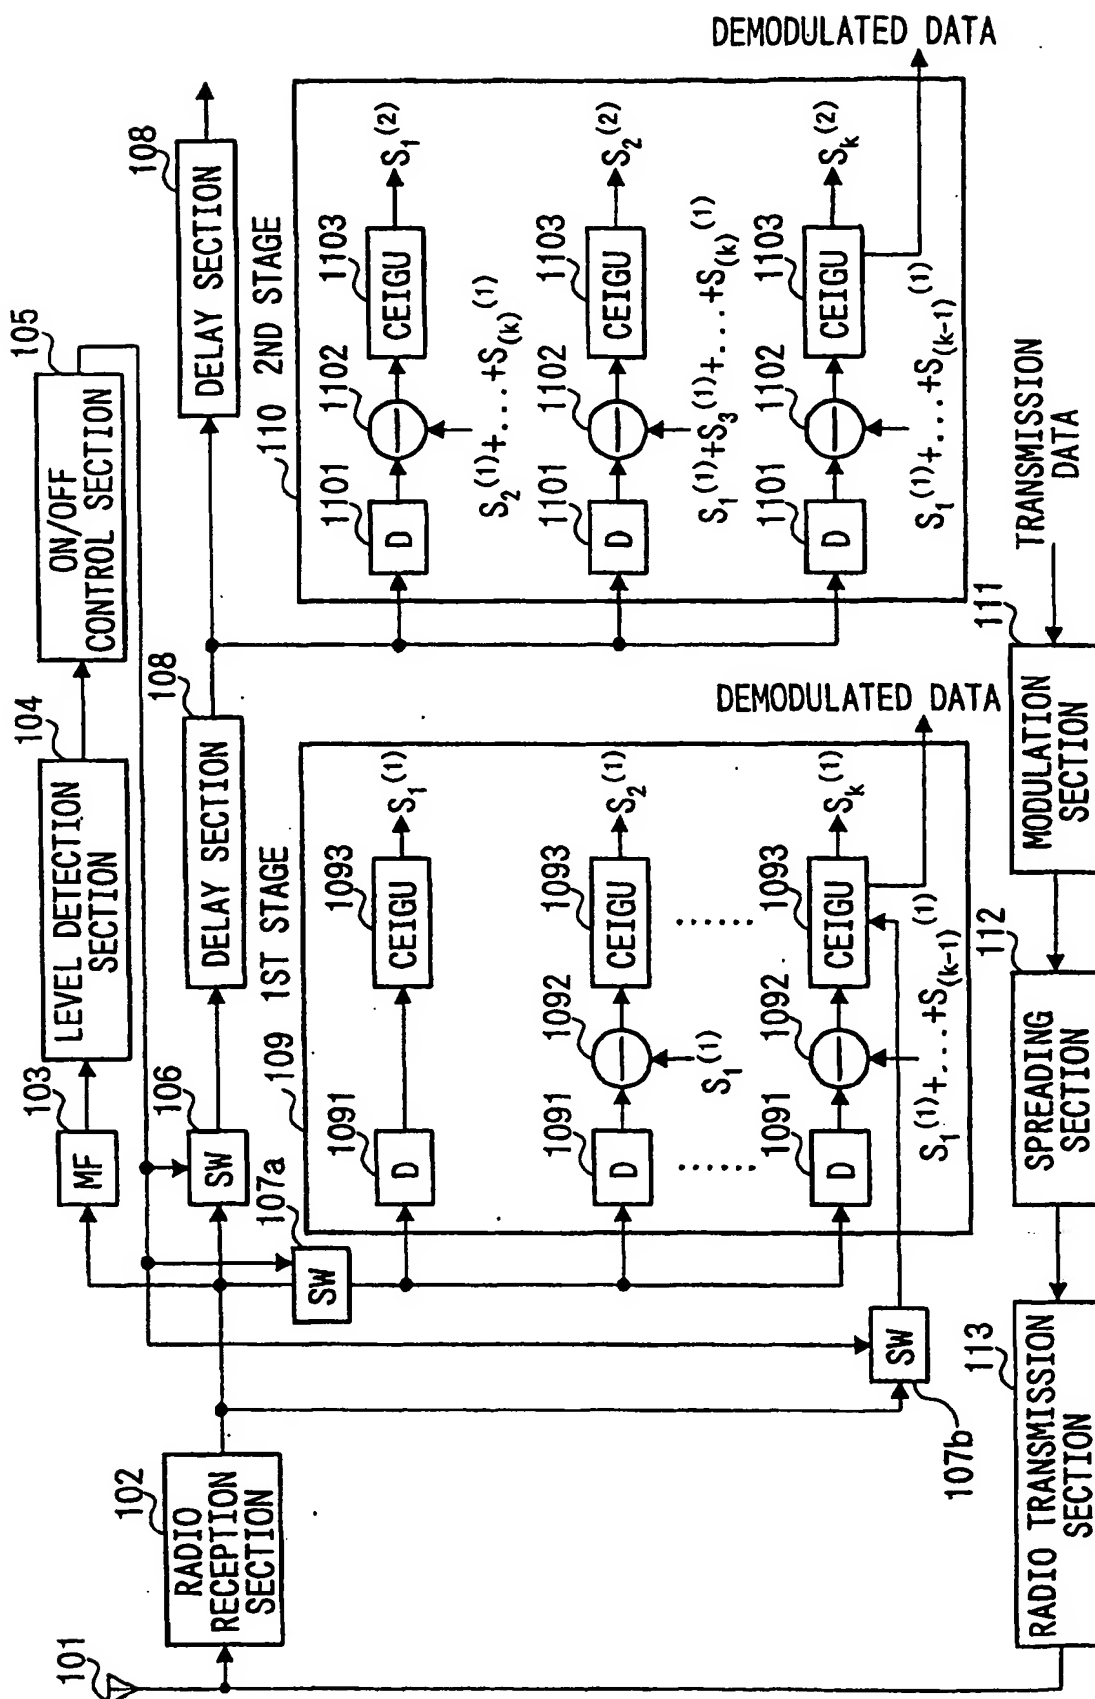 101
102
RADIO
RECEPTION
SECTION
103
MF
104
LEVEL DETECTION
SECTION
105
ON/OFF
CONTROL SECTION
106
SW
107a
SW
107b
SW
108
DELAY SECTION
108
DELAY SECTION
109 1ST STAGE
1091
D
1093
CEIGU
S₁⁽¹⁾
1091
D
1092
—
S₁⁽¹⁾
1093
CEIGU
S₂⁽¹⁾
......
......
1091
D
1092
—
S₁⁽¹⁾+....+S₍ₖ₋₁₎⁽¹⁾
1093
CEIGU
Sₖ⁽¹⁾
DEMODULATED DATA
110 2ND STAGE
1101
D
1102
—
S₂⁽¹⁾+....+S₍ₖ₎⁽¹⁾
1103
CEIGU
S₁⁽²⁾
1101
D
1102
—
S₁⁽¹⁾+S₃⁽¹⁾+....+S₍ₖ₎⁽¹⁾
1103
CEIGU
S₂⁽²⁾
1101
D
1102
—
S₁⁽¹⁾+....+S₍ₖ₋₁₎⁽¹⁾
1103
CEIGU
Sₖ⁽²⁾
DEMODULATED DATA
113
RADIO TRANSMISSION
SECTION
112
SPREADING
SECTION
111
MODULATION
SECTION
TRANSMISSION
DATA